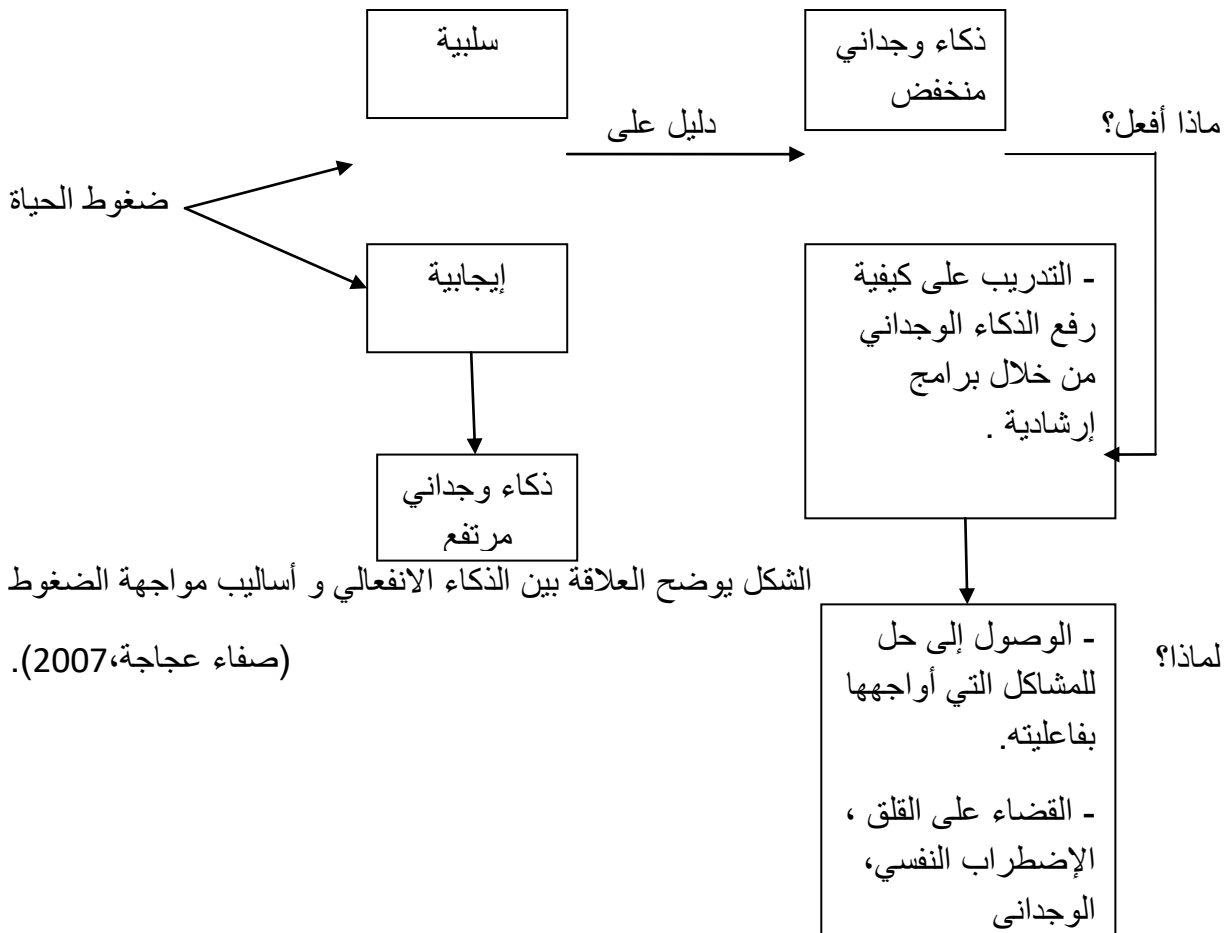 سلبية
ذكاء وجداني
منخفض
ماذا أفعل؟
دليل على
ضغوط الحياة
إيجابية
- التدريب على كيفية
رفع الذكاء الوجداني
من خلال برامج
إرشادية .
ذكاء وجداني
مرتفع
الشكل يوضح العلاقة بين الذكاء الانفعالي و أساليب مواجهة الضغوط
(صفاء عجاجة،2007).
لماذا؟
- الوصول إلى حل
للمشاكل التي أواجهها
بفاعليته.
- القضاء على القلق ،
الإضطراب النفسي،
الوجداني